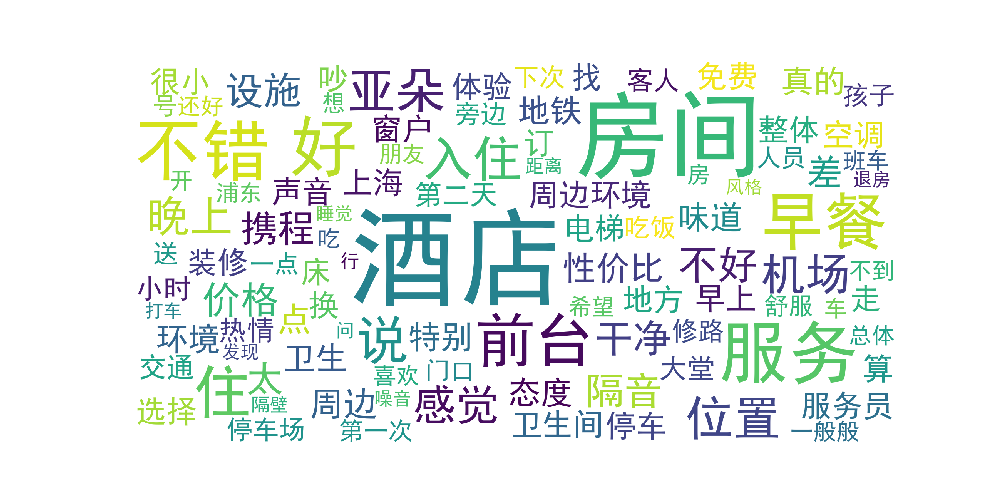 很小
设施
吵
亚朵
体验
下次
找
客人
免费
真的
孩子
号
还好
想
旁边
地铁
窗户
朋友
不错
好
入住
订
距离
房间
整体
空调
人员
班车
差
退房
房
风格
开
浦东
声音
上海
第二天
周边环境
晚上
携程
睡觉
吃
酒店
电梯
吃饭
味道
早餐
送
装修
一点
床
行
性价比
不好
机场
不到
小时
打车
价格
换
希望
地方
早上
舒服
车
走
环境
热情
点
问
说
特别
前台
干净
修路
服务
总体
发现
卫生
交通
住
太
喜欢
门口
大堂
算
选择
隔壁
周边
噪音
感觉
态度
隔音
位置
服务员
停车场
第一次
卫生间
停车
一般般